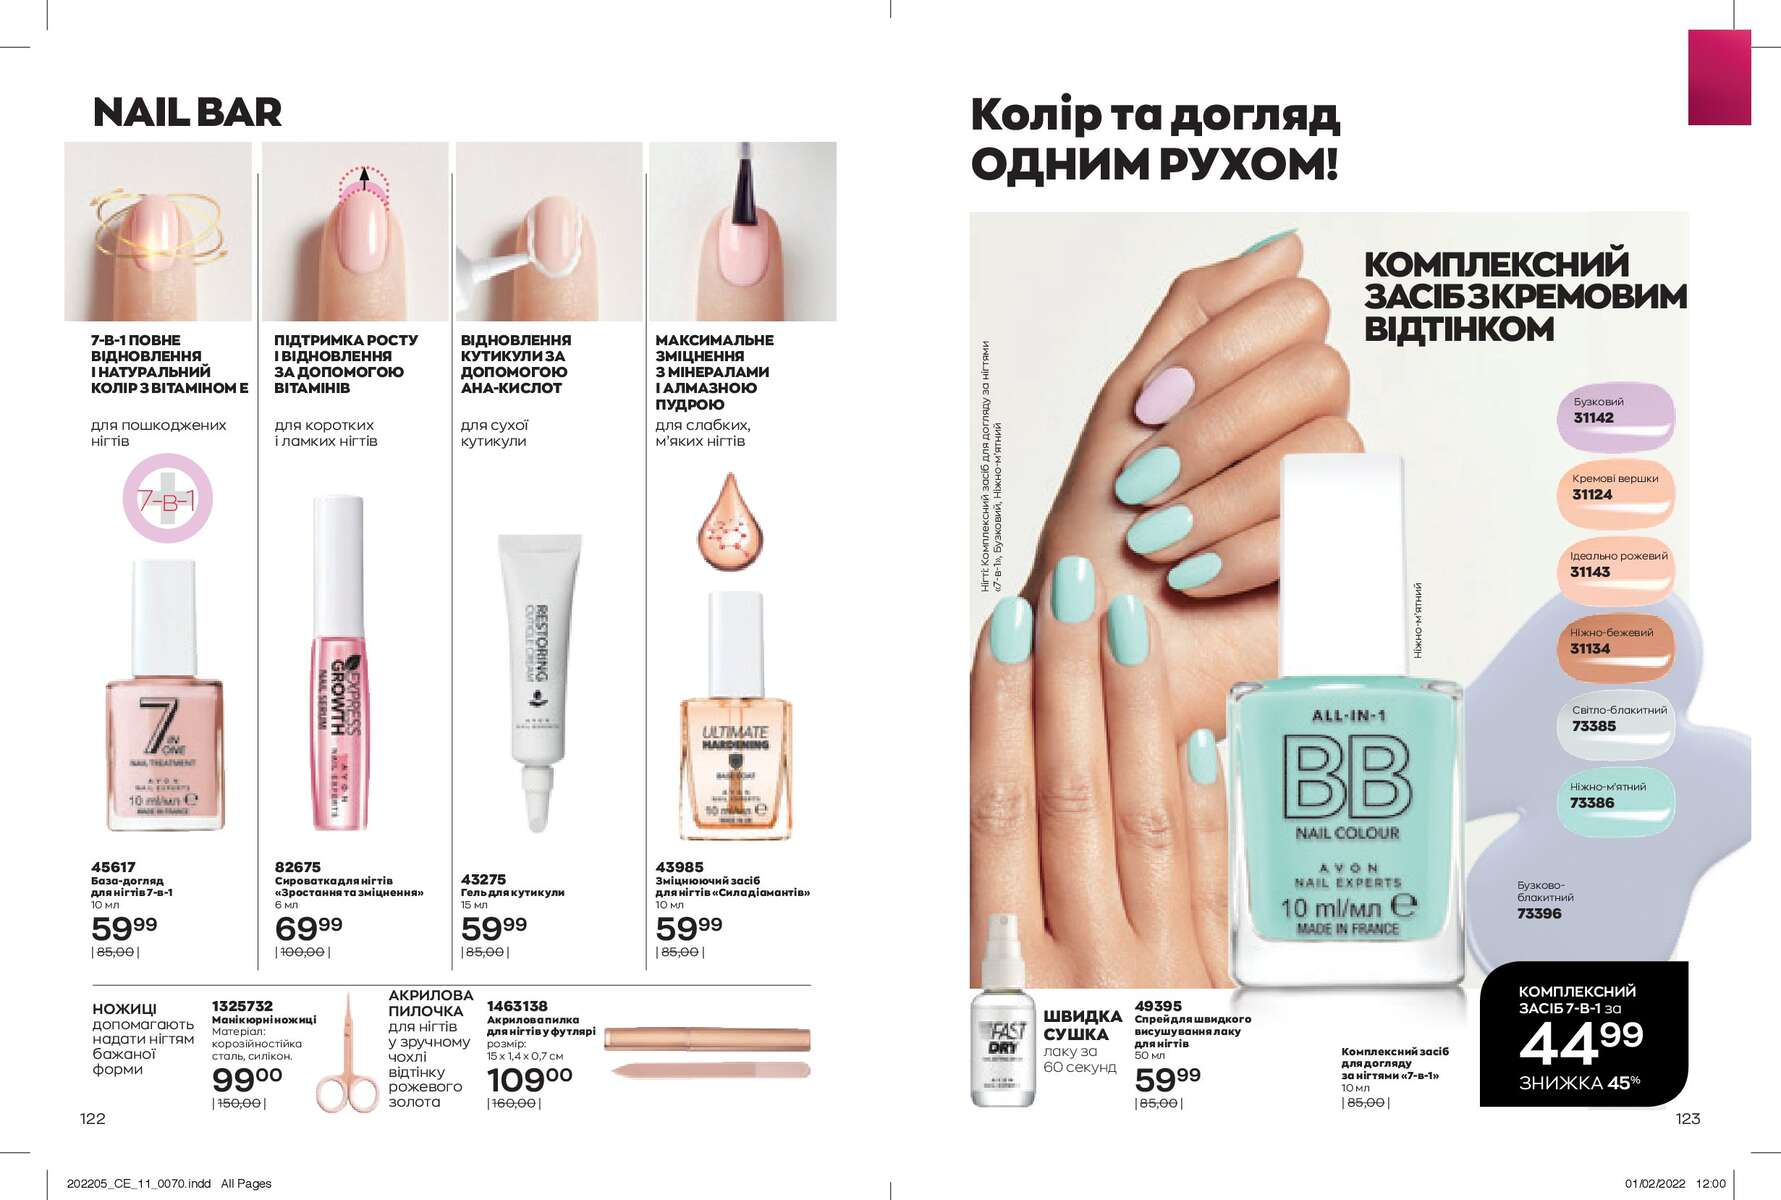 NAIL BAR
7-В-1 ПОВНЕ
ВІДНОВЛЕННЯ
І НАТУРАЛЬНИЙ
КОЛІР З ВІТАМІНОМ Е
для пошкоджених
нігтів
7-в-1
7 IN
ONE
NAIL TREATMENT
AVON
NAIL EXPERTS
10 ml/мл ℮
MADE IN FRANCE
45617
База-догляд
для нігтів 7-в-1
10 мл
59 99
| 85,00 |
ПІДТРИМКА РОСТУ
І ВІДНОВЛЕННЯ
ЗА ДОПОМОГОЮ
ВІТАМІНІВ
для коротких
і ламких нігтів
EXPRESS
GROWTH
NAIL SERUM
AVON
NAIL EXPERTS
82675
Сироватка для нігтів
«Зростання та зміцнення»
6 мл
69 99
| 100,00 |
ВІДНОВЛЕННЯ
КУТИКУЛИ ЗА
ДОПОМОГОЮ
АНА-КИСЛОТ
для сухої
кутикули
RESTORING
CUTICLE CREAM
AVON
NAIL EXPERTS
43275
Гель для кутикули
15 мл
59 99
| 85,00 |
МАКСИМАЛЬНЕ
ЗМІЦНЕННЯ
З МІНЕРАЛАМИ
І АЛМАЗНОЮ
ПУДРОЮ
для слабких,
м'яких нігтів
ULTIMATE
HARDENING
BASE COAT
AVON
NAIL EXPERTS
10 ml/мл ℮
MADE IN UK
43985
Зміцнюючий засіб
для нігтів «Сила діамантів»
10 мл
59 99
| 85,00 |
НОЖИЦІ
допомагають
надати нігтям
бажаної
форми
1325732
Манікюрні ножиці
Матеріал:
корозійностійка
сталь, силікон.
99 00
| 150,00 |
АКРИЛОВА
ПИЛОЧКА
для нігтів
у зручному
чохлі
відтінку
рожевого
золота
1463138
Акрилова пилка
для нігтів у футлярі
розмір:
15 х 1,4 х 0,7 см
109 00
| 160,00 |
122
Колір та догляд
ОДНИМ РУХОМ!
КОМПЛЕКСНИЙ
ЗАСІБ З КРЕМОВИМ
ВІДТІНКОМ
Нігті: Комплексний засіб для догляду за нігтями
«7-в-1», Бузковий, Ніжно-м'ятний
Бузковий
31142
Кремові вершки
31124
Ідеально рожевий
31143
Ніжно-бежевий
31134
Світло-блакитний
73385
Ніжно-м'ятний
73386
Бузково-
блакитний
73396
Ніжно-м'ятний
ALL-IN-1
BB
NAIL COLOUR
AVON
NAIL EXPERTS
10 ml/мл ℮
MADE IN FRANCE
FAST
DRY
AVON
ШВИДКА
СУШКА
лаку за
60 секунд
49395
Спрей для швидкого
висушування лаку
для нігтів
50 мл
59 99
| 85,00 |
Комплексний засіб
для догляду
за нігтями «7-в-1»
10 мл
| 85,00 |
КОМПЛЕКСНИЙ
ЗАСІБ 7-В-1 за
44 99
ЗНИЖКА 45%
123
202205_CE_11_0070.indd All Pages
01/02/2022 12:00